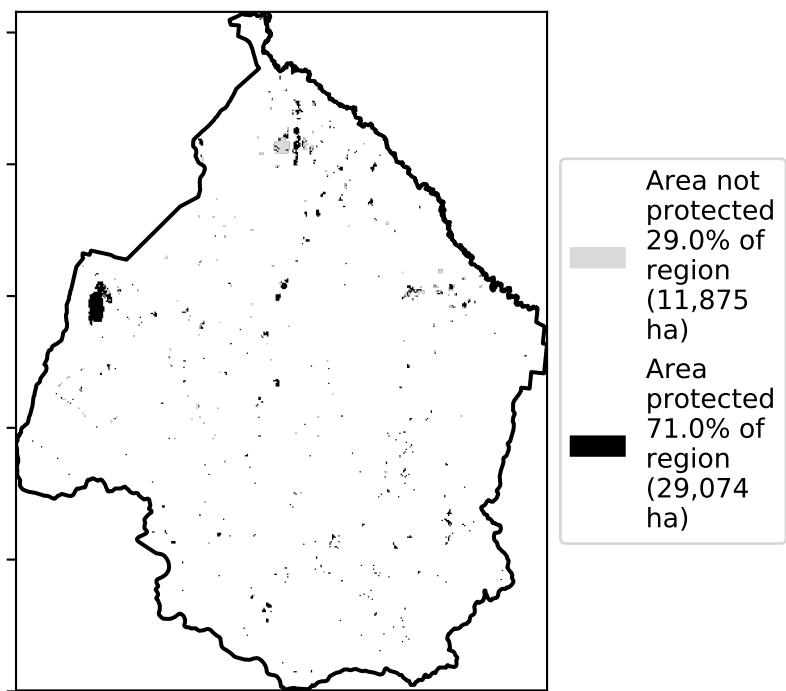 Area not
protected
29.0% of
region
(11,875
ha)
Area
protected
71.0% of
region
(29,074
ha)